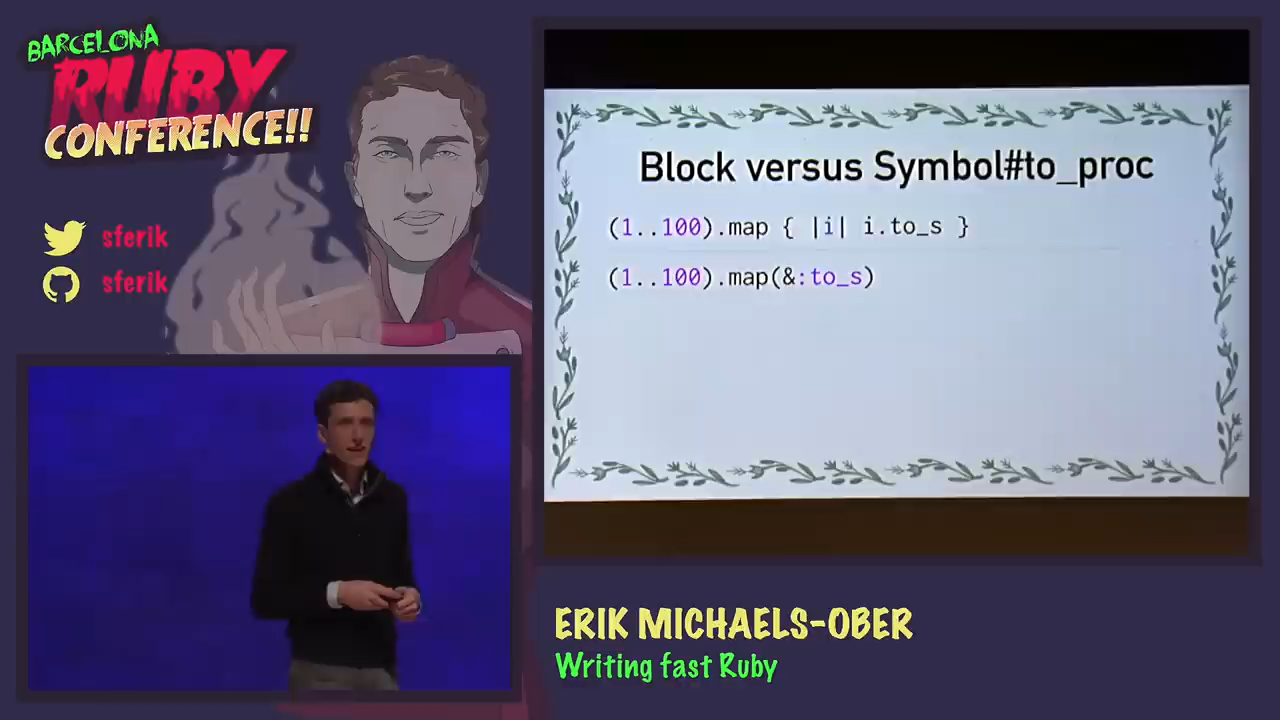 BARCELONA
RUBY
CONFERENCE!!
sferik
sferik
Block versus Symbol#to_proc
(1..100).map { |i| i.to_s }
(1..100).map(&:to_s)
ERIK MICHAELS-OBER
Writing fast Ruby